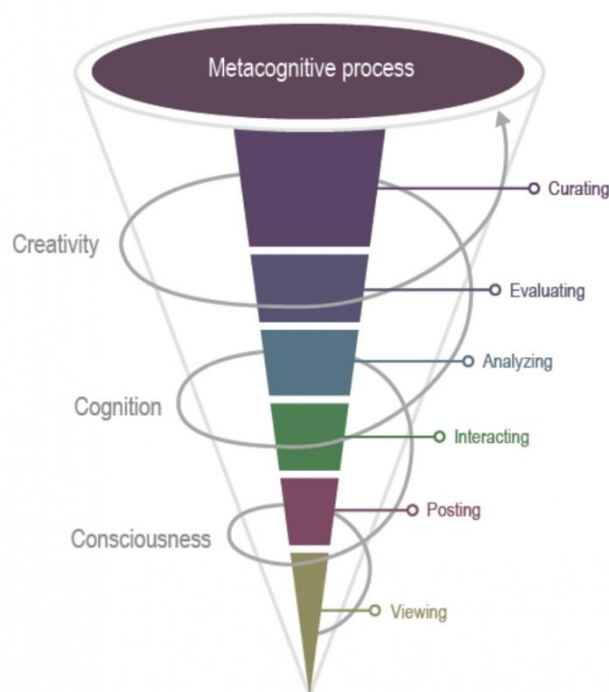 Metacognitive process
Curating
Creativity
Evaluating
Analyzing
Cognition
Interacting
Posting
Consciousness
Viewing